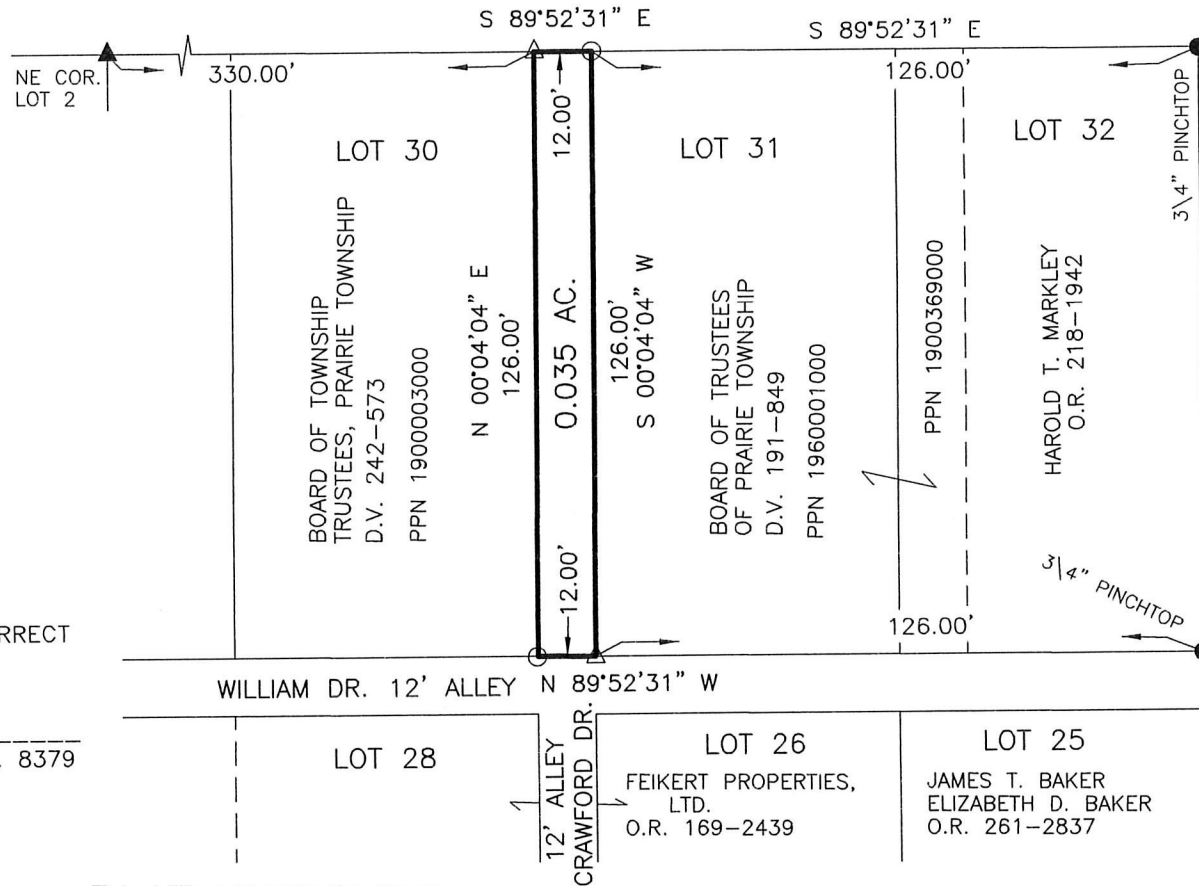 S 89°52'31" E
S 89°52'31" E
NE COR.
LOT 2
330.00'
12.00'
126.00'
3\4" PINCHTOP
LOT 30
LOT 31
LOT 32
BOARD OF TOWNSHIP
TRUSTEES, PRAIRIE TOWNSHIP
D.V. 242-573
PPN 1900003000
N 00°04'04" E
126.00'
0.035 AC.
126.00'
S 00°04'04" W
BOARD OF TRUSTEES
OF PRAIRIE TOWNSHIP
D.V. 191-849
PPN 1960001000
PPN 1900369000
HAROLD T. MARKLEY
O.R. 218-1942
12.00'
126.00'
3\4" PINCHTOP
RRECT
WILLIAM DR. 12' ALLEY
N 89°52'31" W
8379
LOT 28
12' ALLEY
CRAWFORD DR.
LOT 26
FEIKERT PROPERTIES,
LTD.
O.R. 169-2439
LOT 25
JAMES T. BAKER
ELIZABETH D. BAKER
O.R. 261-2837